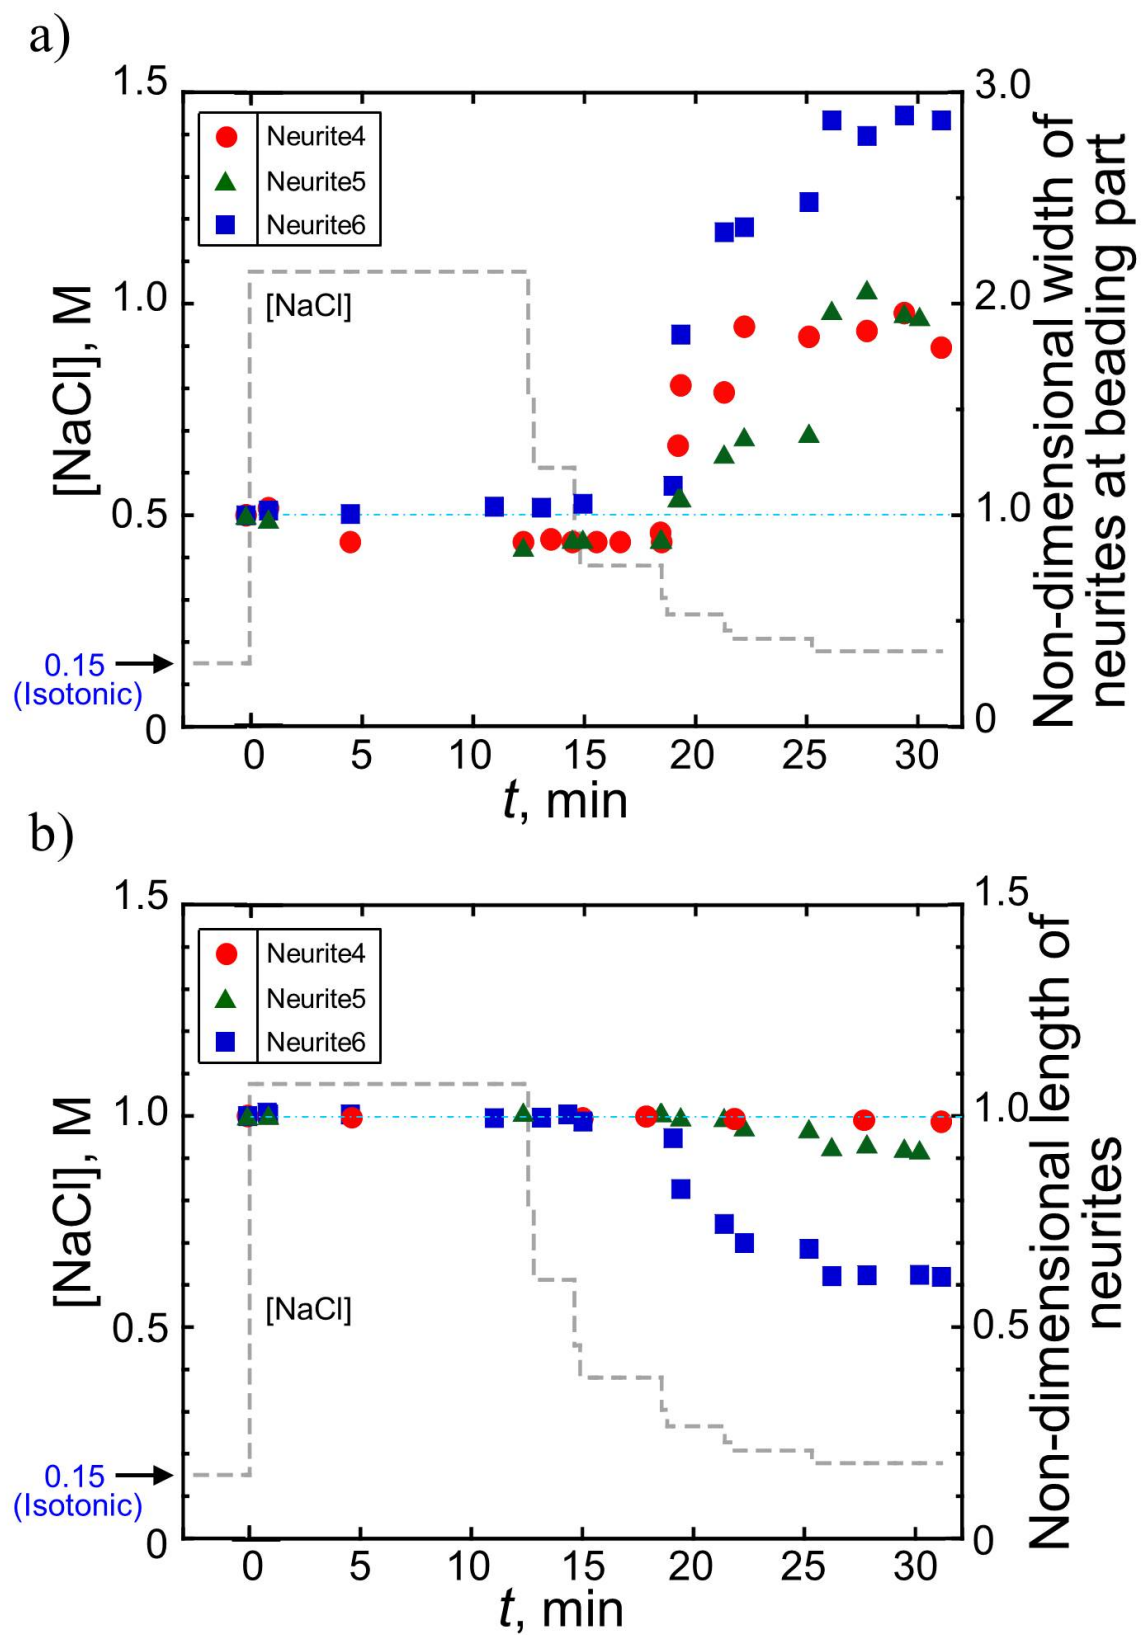 a)
1.5
3.0
Neurite4
Neurite5
Neurite6
[NaCl]
1.0
2.0
0.5
1.0
0.15
(Isotonic)
0
0
0 5 10 15 20 25 30
t, min
[NaCl], M
Non-dimensional width of
neurites at beading part
b)
1.5
1.5
Neurite4
Neurite5
Neurite6
1.0
1.0
[NaCl]
0.5
0.5
0.15
(Isotonic)
0
0
0 5 10 15 20 25 30
t, min
[NaCl], M
Non-dimensional length of
neurites